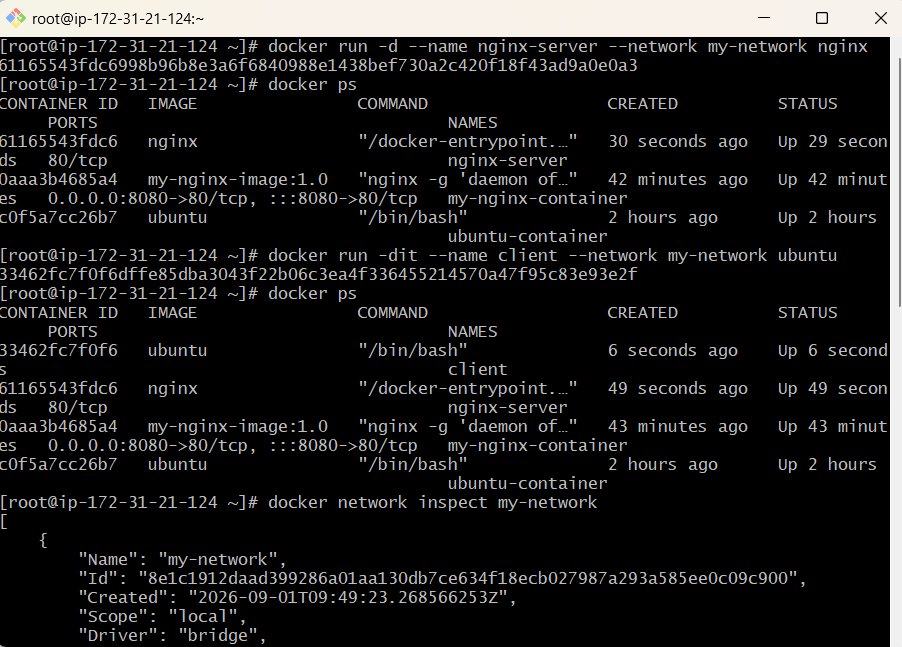 root@ip-172-31-21-124:~
[root@ip-172-31-21-124 ~]# docker run -d --name nginx-server --network my-network nginx
61165543fdc6998b96b8e3a6f6840988e1438bef730a2c420f18f43ad9a0e0a3
[root@ip-172-31-21-124 ~]# docker ps
CONTAINER ID   IMAGE                COMMAND                  CREATED          STATUS
     PORTS                                   NAMES
61165543fdc6   nginx                "/docker-entrypoint.…"   30 seconds ago   Up 29 secon
ds   80/tcp                                  nginx-server
0aaa3b4685a4   my-nginx-image:1.0   "nginx -g 'daemon of…"   42 minutes ago   Up 42 minut
es   0.0.0.0:8080->80/tcp, :::8080->80/tcp   my-nginx-container
c0f5a7cc26b7   ubuntu               "/bin/bash"              2 hours ago      Up 2 hours
                                             ubuntu-container
[root@ip-172-31-21-124 ~]# docker run -dit --name client --network my-network ubuntu
33462fc7f0f6dffe85dba3043f22b06c3ea4f336455214570a47f95c83e93e2f
[root@ip-172-31-21-124 ~]# docker ps
CONTAINER ID   IMAGE                COMMAND                  CREATED          STATUS
     PORTS                                   NAMES
33462fc7f0f6   ubuntu               "/bin/bash"              6 seconds ago    Up 6 second
s                                            client
61165543fdc6   nginx                "/docker-entrypoint.…"   49 seconds ago   Up 49 secon
ds   80/tcp                                  nginx-server
0aaa3b4685a4   my-nginx-image:1.0   "nginx -g 'daemon of…"   43 minutes ago   Up 43 minut
es   0.0.0.0:8080->80/tcp, :::8080->80/tcp   my-nginx-container
c0f5a7cc26b7   ubuntu               "/bin/bash"              2 hours ago      Up 2 hours
                                             ubuntu-container
[root@ip-172-31-21-124 ~]# docker network inspect my-network
[
    {
        "Name": "my-network",
        "Id": "8e1c1912daad399286a01aa130db7ce634f18ecb027987a293a585ee0c09c900",
        "Created": "2026-09-01T09:49:23.268566253Z",
        "Scope": "local",
        "Driver": "bridge",